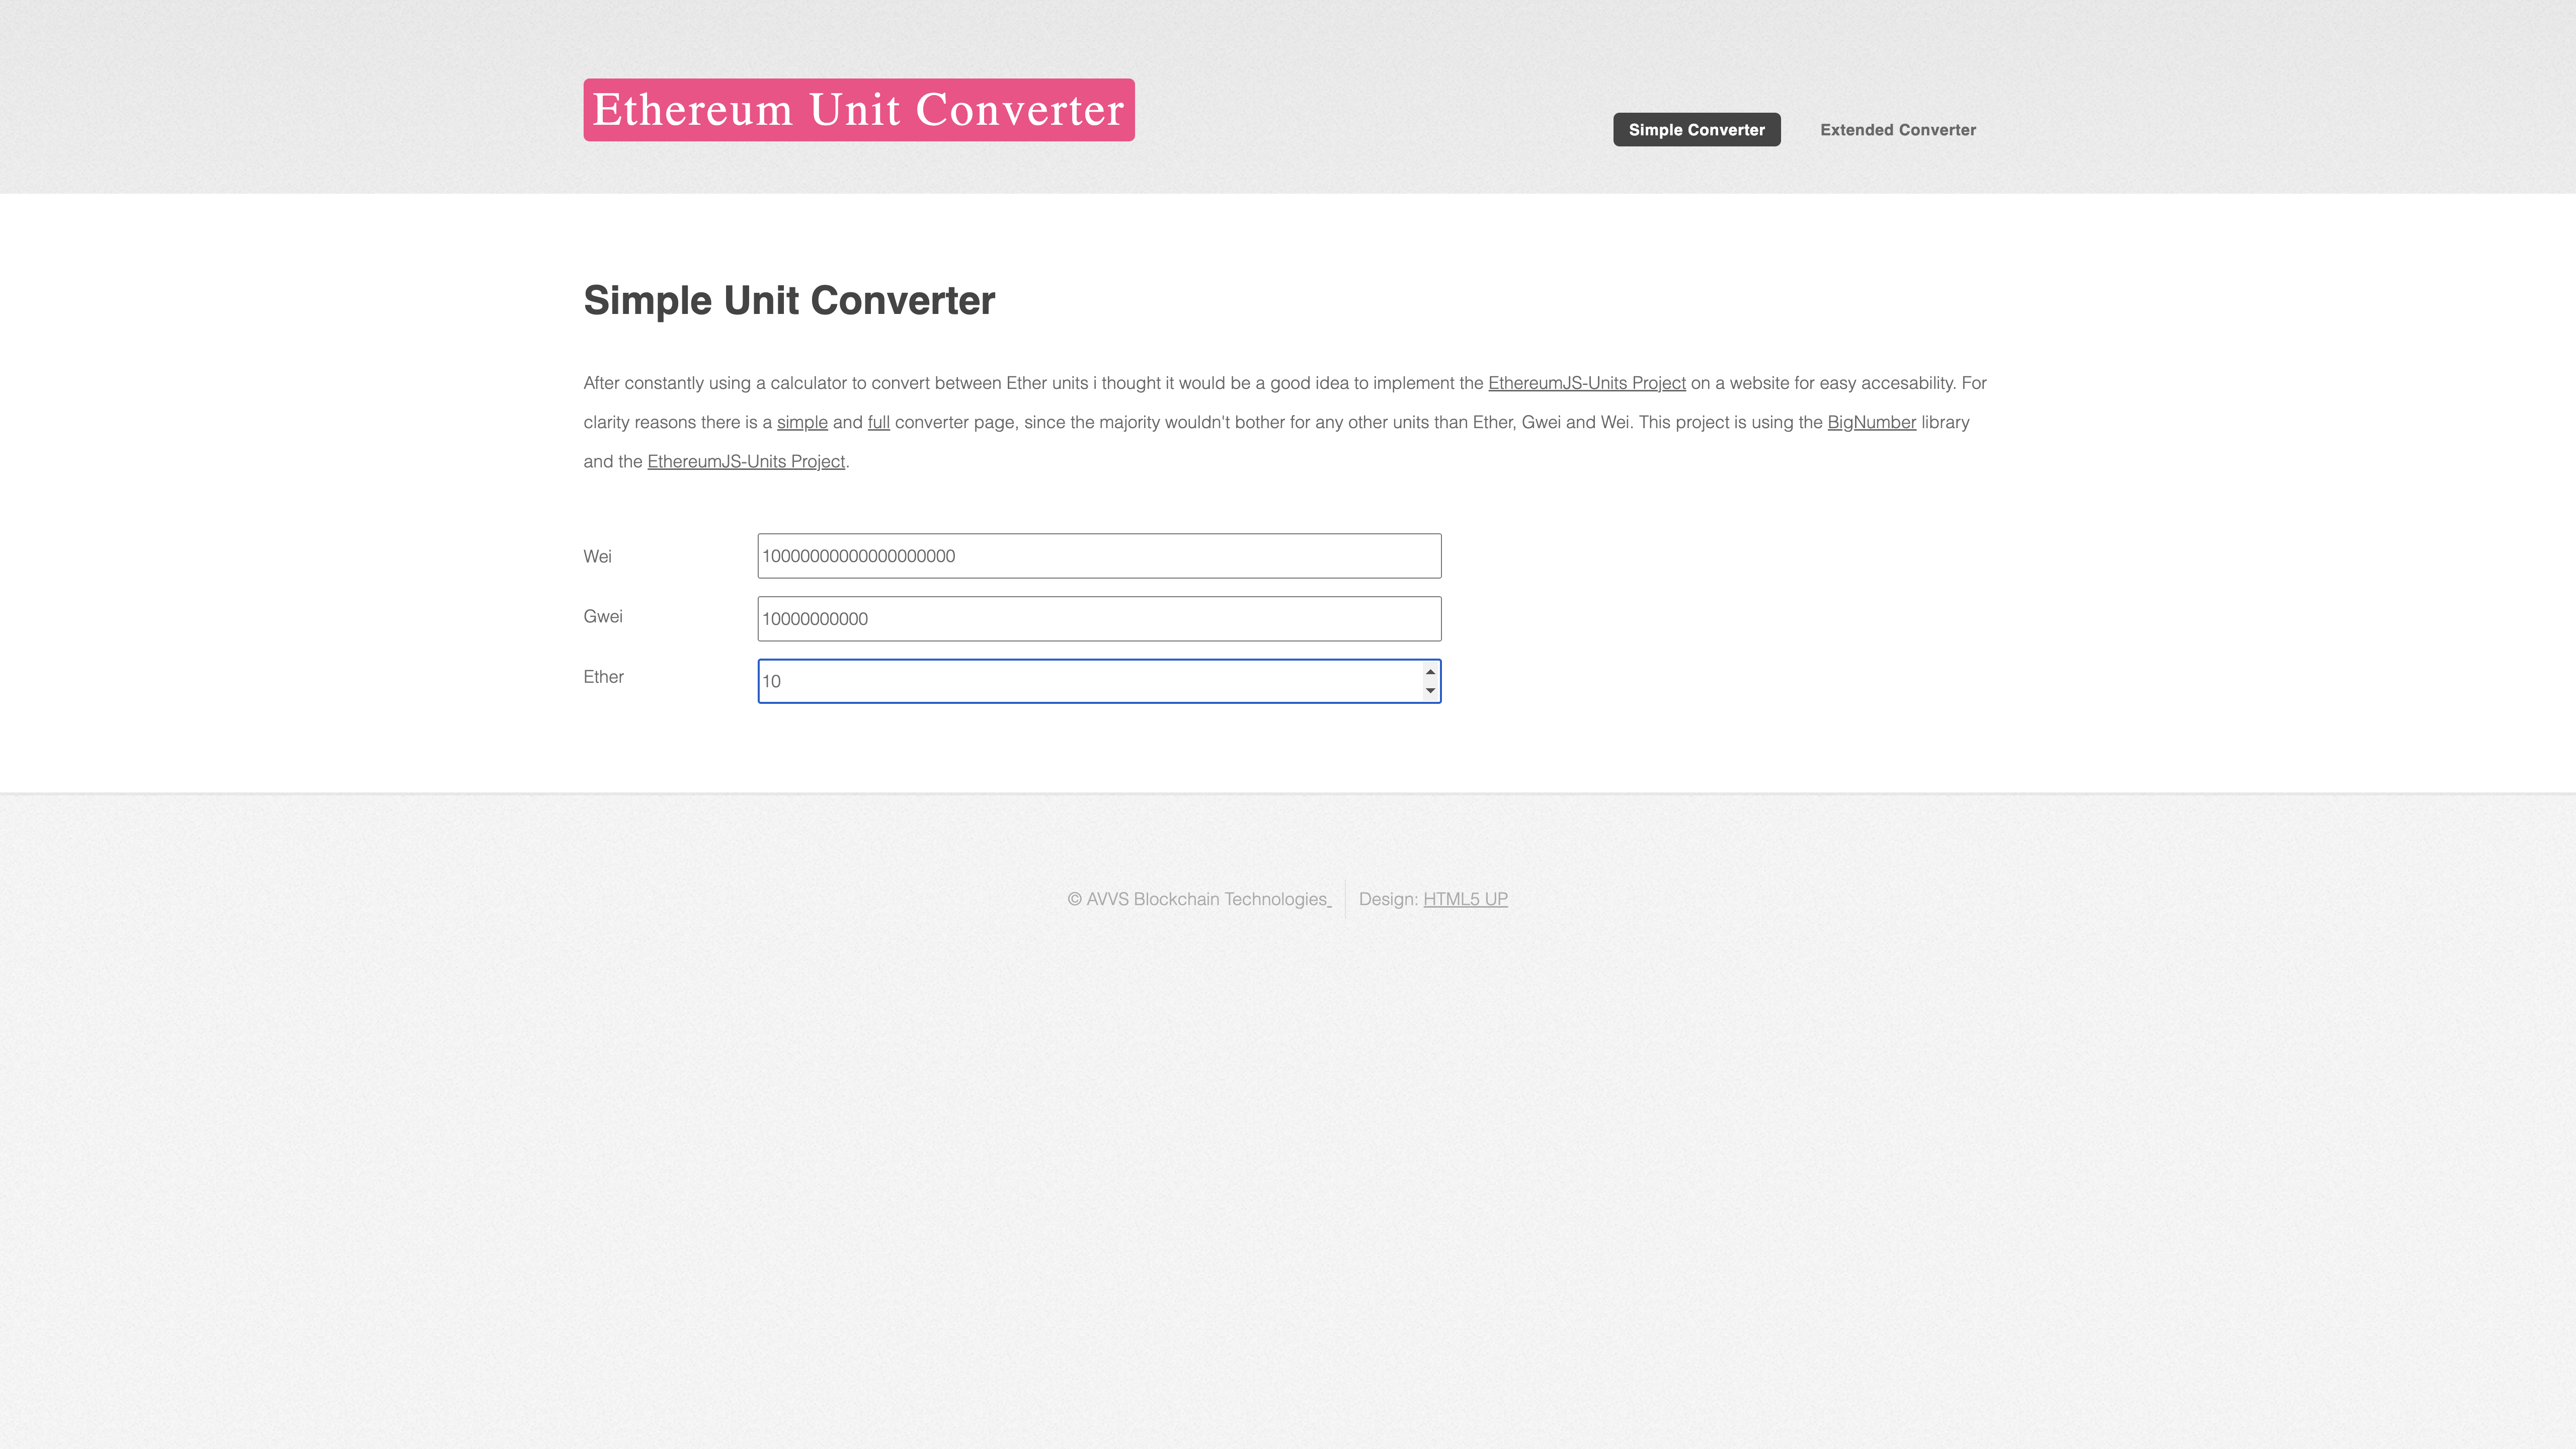 Ethereum Unit Converter
Simple Converter
Extended Converter
Simple Unit Converter
After constantly using a calculator to convert between Ether units i thought it would be a good idea to implement the EthereumJS-Units Project on a website for easy accesability. For
clarity reasons there is a simple and full converter page, since the majority wouldn't bother for any other units than Ether, Gwei and Wei. This project is using the BigNumber library
and the EthereumJS-Units Project.
Wei 10000000000000000000
Gwei 10000000000
Ether 10
© AVVS Blockchain Technologies Design: HTML5 UP